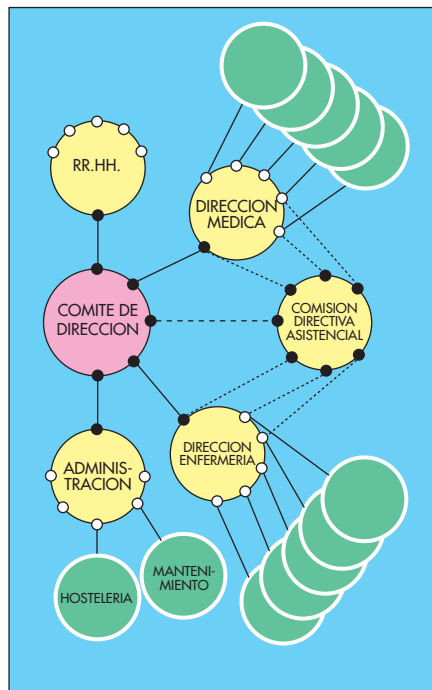 RR.HH.
DIRECCION
MEDICA
COMITE DE
DIRECCION
COMISION
DIRECTIVA
ASISTENCIAL
DIRECCION
ENFERMERIA
ADMINIS-
TRACION
MANTENI-
MIENTO
HOSTELERIA